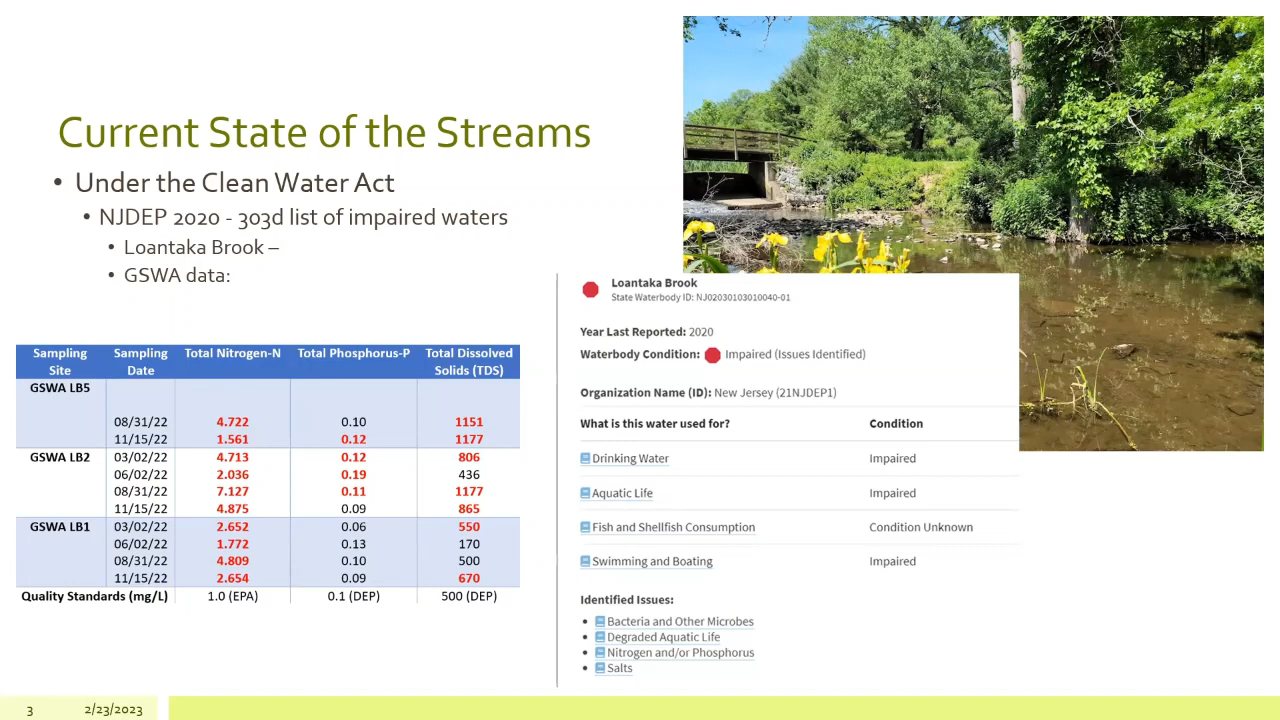 Current State of the Streams
• Under the Clean Water Act
• NJDEP 2020 - 303d list of impaired waters
• Loantaka Brook –
• GSWA data:
Sampling Site Sampling Date Total Nitrogen-N Total Phosphorus-P Total Dissolved Solids (TDS)
GSWA LB5
08/31/22 4.722 0.10 1151
11/15/22 1.561 0.12 1177
GSWA LB2 03/02/22 4.713 0.12 806
06/02/22 2.036 0.19 436
08/31/22 7.127 0.11 1177
11/15/22 4.875 0.09 865
GSWA LB1 03/02/22 2.652 0.06 550
06/02/22 1.772 0.13 170
08/31/22 4.809 0.10 500
11/15/22 2.654 0.09 670
Quality Standards (mg/L) 1.0 (EPA) 0.1 (DEP) 500 (DEP)
Loantaka Brook
State Waterbody ID: NJ02030103010040-01
Year Last Reported: 2020
Waterbody Condition: Impaired (Issues Identified)
Organization Name (ID): New Jersey (21NJDEP1)
What is this water used for? Condition
Drinking Water Impaired
Aquatic Life Impaired
Fish and Shellfish Consumption Condition Unknown
Swimming and Boating Impaired
Identified Issues:
• Bacteria and Other Microbes
• Degraded Aquatic Life
• Nitrogen and/or Phosphorus
• Salts
3 2/23/2023